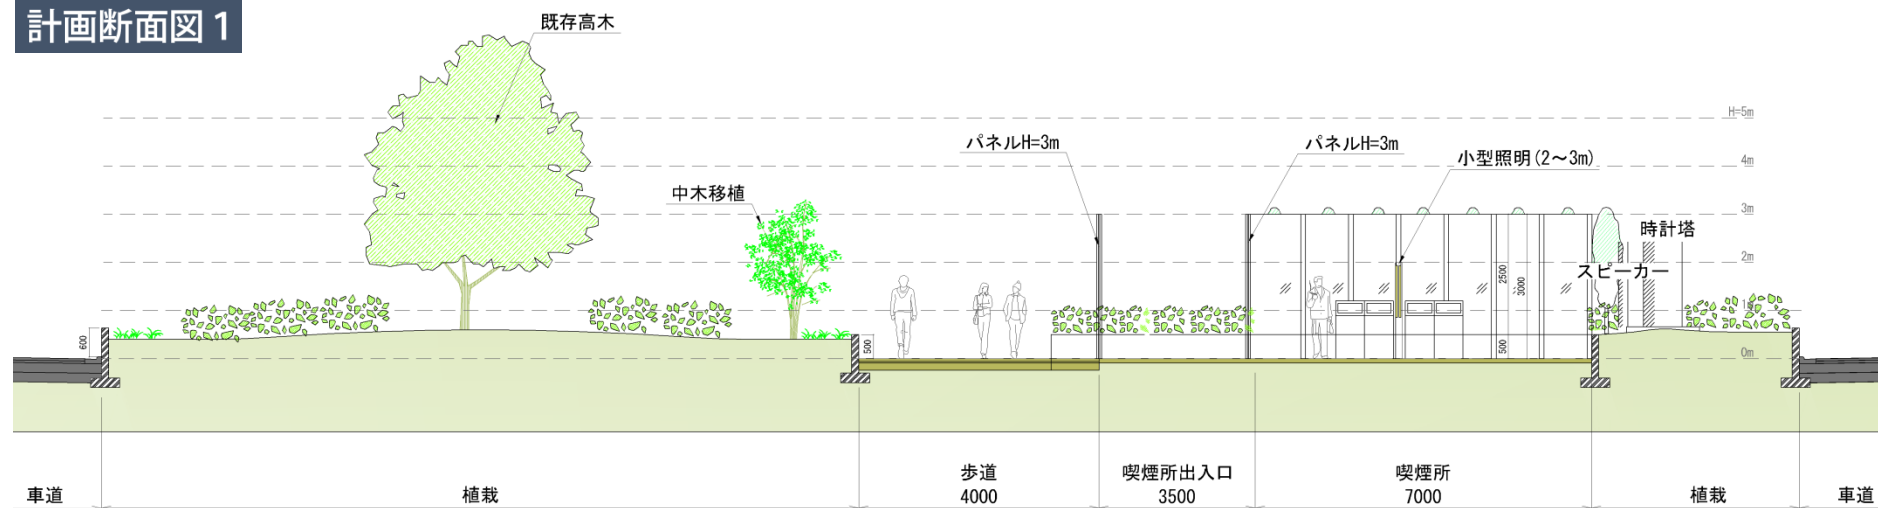 計画断面図1
既存高木
H=5m
パネルH=3m
パネルH=3m
小型照明(2～3m)
4m
中木移植
3m
時計塔
2m
スピーカー
2500
3000
1m
600
500
500
0m
車道
植栽
歩道
4000
喫煙所出入口
3500
喫煙所
7000
植栽
車道